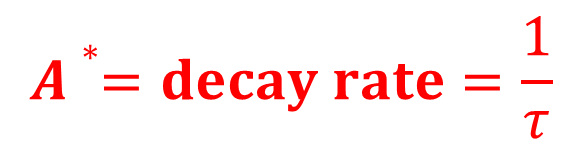 A * = decay rate = 1/τ